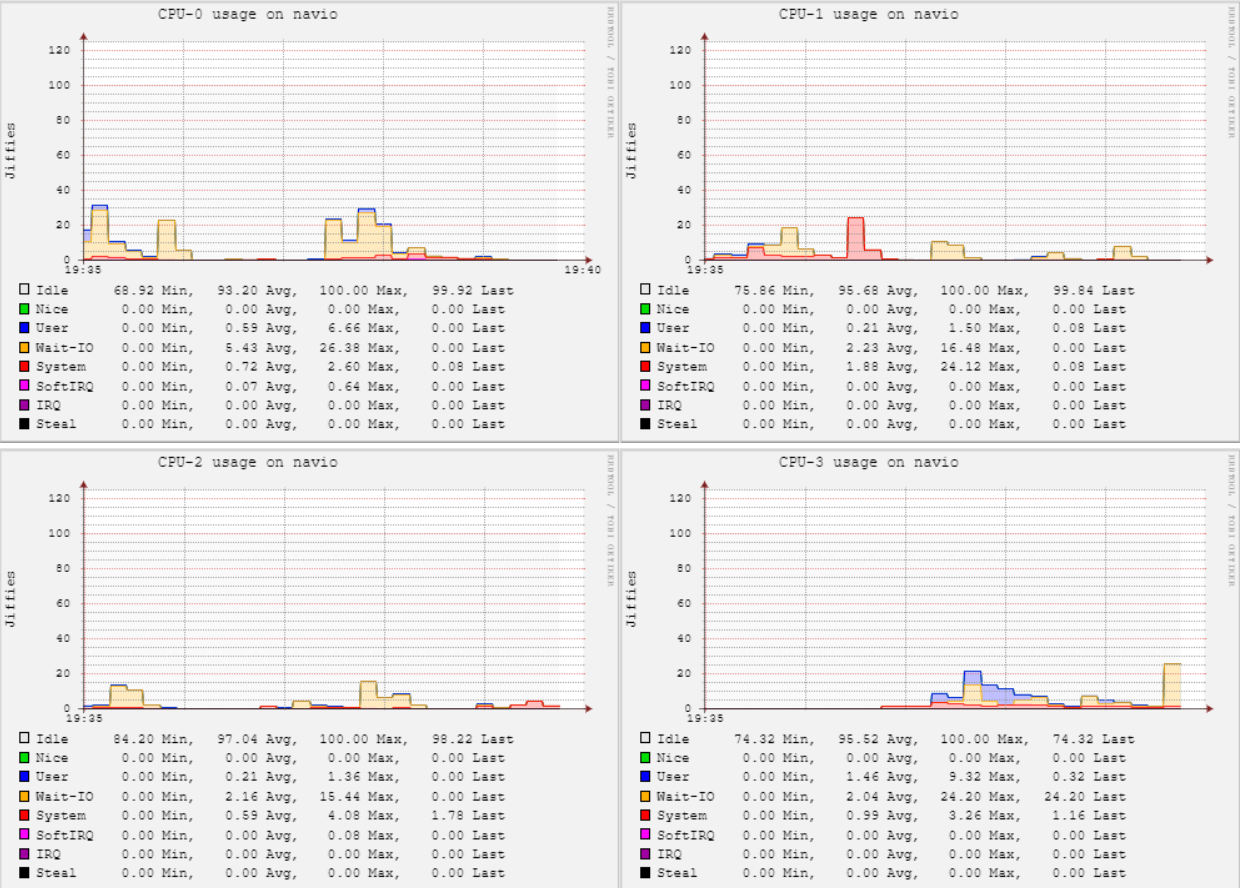 CPU-0 usage on navio
RRDTOOL / TOBI OETIKER
Jiffies
120
100
80
60
40
20
0
19:35 19:40
Idle 68.92 Min, 93.20 Avg, 100.00 Max, 99.92 Last
Nice 0.00 Min, 0.00 Avg, 0.00 Max, 0.00 Last
User 0.00 Min, 0.59 Avg, 6.66 Max, 0.00 Last
Wait-IO 0.00 Min, 5.43 Avg, 26.38 Max, 0.00 Last
System 0.00 Min, 0.72 Avg, 2.60 Max, 0.08 Last
SoftIRQ 0.00 Min, 0.07 Avg, 0.64 Max, 0.00 Last
IRQ 0.00 Min, 0.00 Avg, 0.00 Max, 0.00 Last
Steal 0.00 Min, 0.00 Avg, 0.00 Max, 0.00 Last
CPU-1 usage on navio
RRDTOOL / TOBI OETIKER
Jiffies
120
100
80
60
40
20
0
19:35
Idle 75.86 Min, 95.68 Avg, 100.00 Max, 99.84 Last
Nice 0.00 Min, 0.00 Avg, 0.00 Max, 0.00 Last
User 0.00 Min, 0.21 Avg, 1.50 Max, 0.08 Last
Wait-IO 0.00 Min, 2.23 Avg, 16.48 Max, 0.00 Last
System 0.00 Min, 1.88 Avg, 24.12 Max, 0.08 Last
SoftIRQ 0.00 Min, 0.00 Avg, 0.00 Max, 0.00 Last
IRQ 0.00 Min, 0.00 Avg, 0.00 Max, 0.00 Last
Steal 0.00 Min, 0.00 Avg, 0.00 Max, 0.00 Last
CPU-2 usage on navio
RRDTOOL / TOBI OETIKER
Jiffies
120
100
80
60
40
20
0
19:35
Idle 84.20 Min, 97.04 Avg, 100.00 Max, 98.22 Last
Nice 0.00 Min, 0.00 Avg, 0.00 Max, 0.00 Last
User 0.00 Min, 0.21 Avg, 1.36 Max, 0.00 Last
Wait-IO 0.00 Min, 2.16 Avg, 15.44 Max, 0.00 Last
System 0.00 Min, 0.59 Avg, 4.08 Max, 1.78 Last
SoftIRQ 0.00 Min, 0.00 Avg, 0.08 Max, 0.00 Last
IRQ 0.00 Min, 0.00 Avg, 0.00 Max, 0.00 Last
Steal 0.00 Min, 0.00 Avg, 0.00 Max, 0.00 Last
CPU-3 usage on navio
RRDTOOL / TOBI OETIKER
Jiffies
120
100
80
60
40
20
0
19:35
Idle 74.32 Min, 95.52 Avg, 100.00 Max, 74.32 Last
Nice 0.00 Min, 0.00 Avg, 0.00 Max, 0.00 Last
User 0.00 Min, 1.46 Avg, 9.32 Max, 0.32 Last
Wait-IO 0.00 Min, 2.04 Avg, 24.20 Max, 24.20 Last
System 0.00 Min, 0.99 Avg, 3.26 Max, 1.16 Last
SoftIRQ 0.00 Min, 0.00 Avg, 0.00 Max, 0.00 Last
IRQ 0.00 Min, 0.00 Avg, 0.00 Max, 0.00 Last
Steal 0.00 Min, 0.00 Avg, 0.00 Max, 0.00 Last